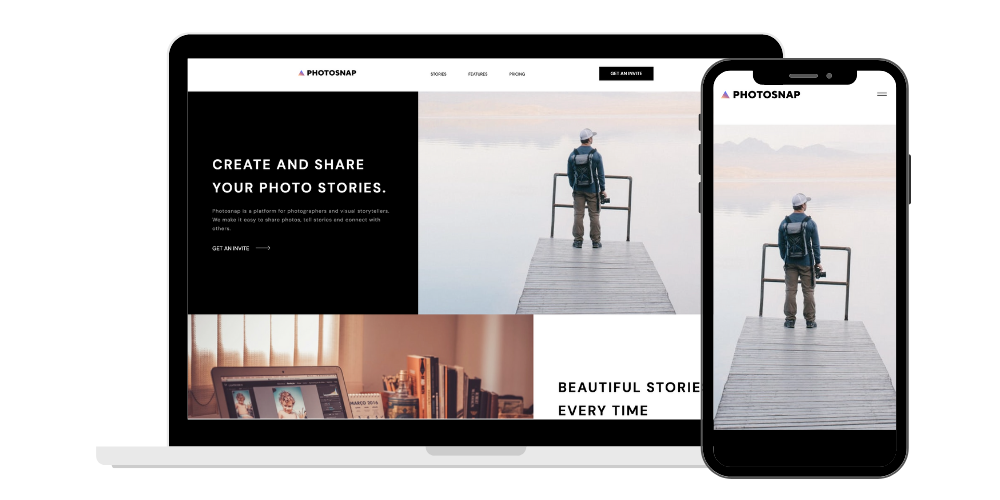 PHOTOSNAP
STORIES
FEATURES
PRICING
GET AN INVITE
CREATE AND SHARE
YOUR PHOTO STORIES.
Photosnap is a platform for photographers and visual storytellers.
We make it easy to share photos, tell stories and connect with
others.
GET AN INVITE
MARCO 2014
BEAUTIFUL STORIE
EVERY TIME
PHOTOSNAP